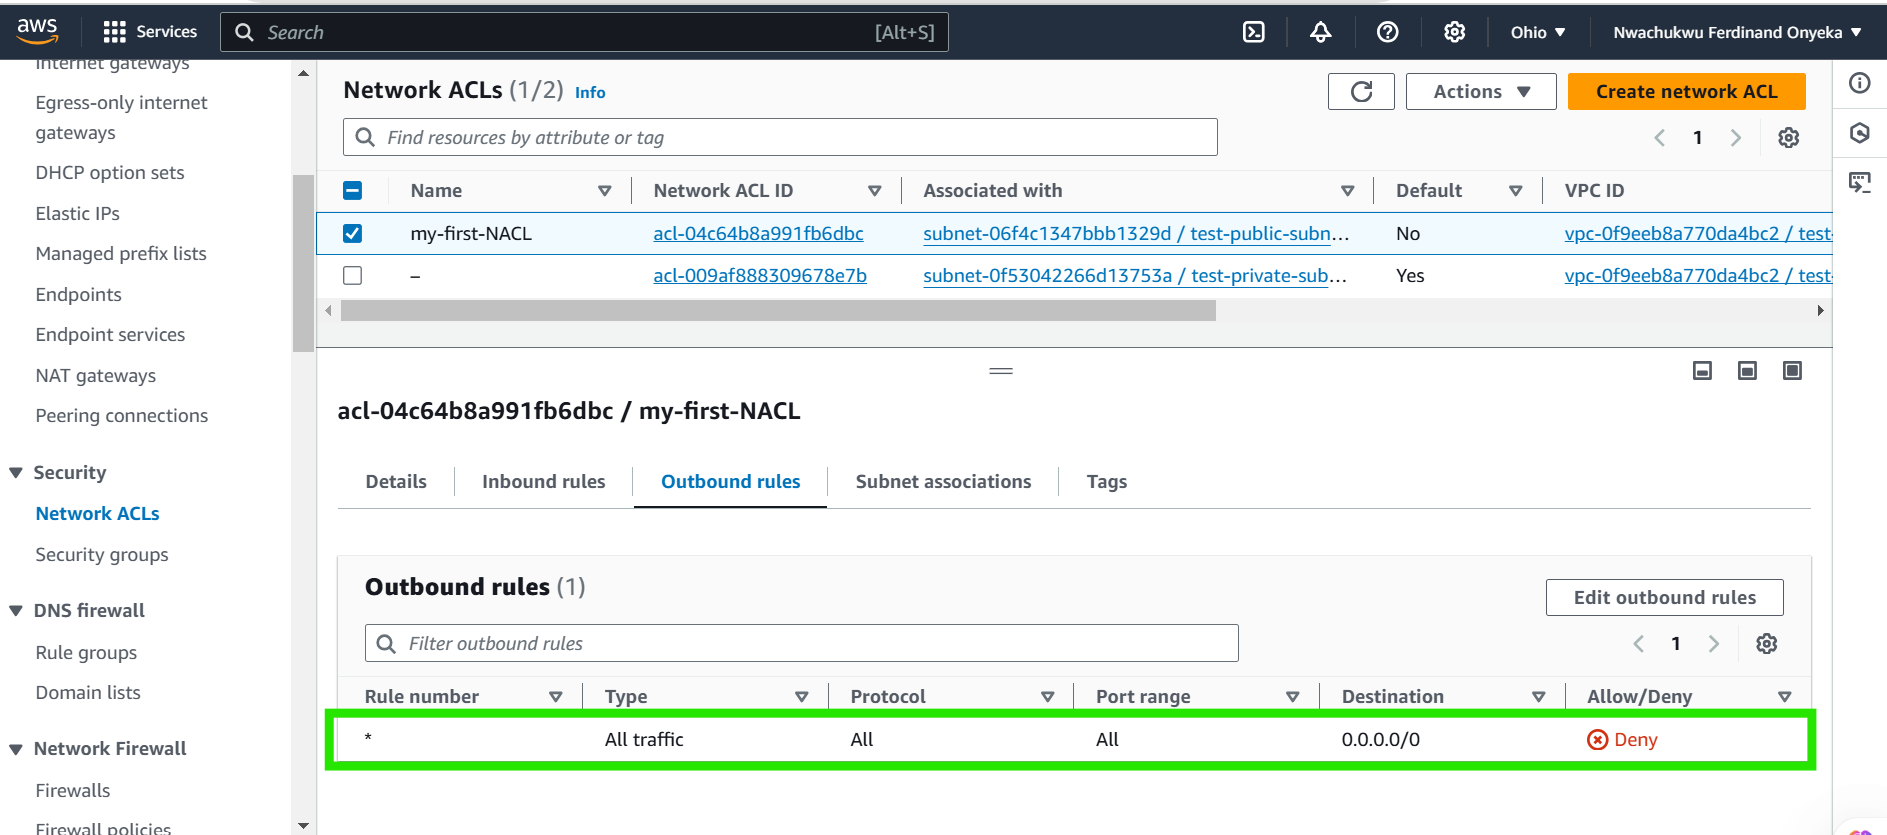 aws
Services
Search
[Alt+S]
Ohio
Nwachukwu Ferdinand Onyeka
Internet gateways
Egress-only internet
gateways
DHCP option sets
Elastic IPs
Managed prefix lists
Endpoints
Endpoint services
NAT gateways
Peering connections
Security
Network ACLs
Security groups
DNS firewall
Rule groups
Domain lists
Network Firewall
Firewalls
Firewall policies
Network ACLs (1/2) Info
Actions
Create network ACL
Find resources by attribute or tag
1
Name Network ACL ID Associated with Default VPC ID
my-first-NACL acl-04c64b8a991fb6dbc subnet-06f4c1347bbb1329d / test-public-subn... No vpc-0f9eeb8a770da4bc2 / test-
– acl-009af888309678e7b subnet-0f53042266d13753a / test-private-sub... Yes vpc-0f9eeb8a770da4bc2 / test-
acl-04c64b8a991fb6dbc / my-first-NACL
Details Inbound rules Outbound rules Subnet associations Tags
Outbound rules (1)
Edit outbound rules
Filter outbound rules
1
Rule number Type Protocol Port range Destination Allow/Deny
* All traffic All All 0.0.0.0/0 Deny